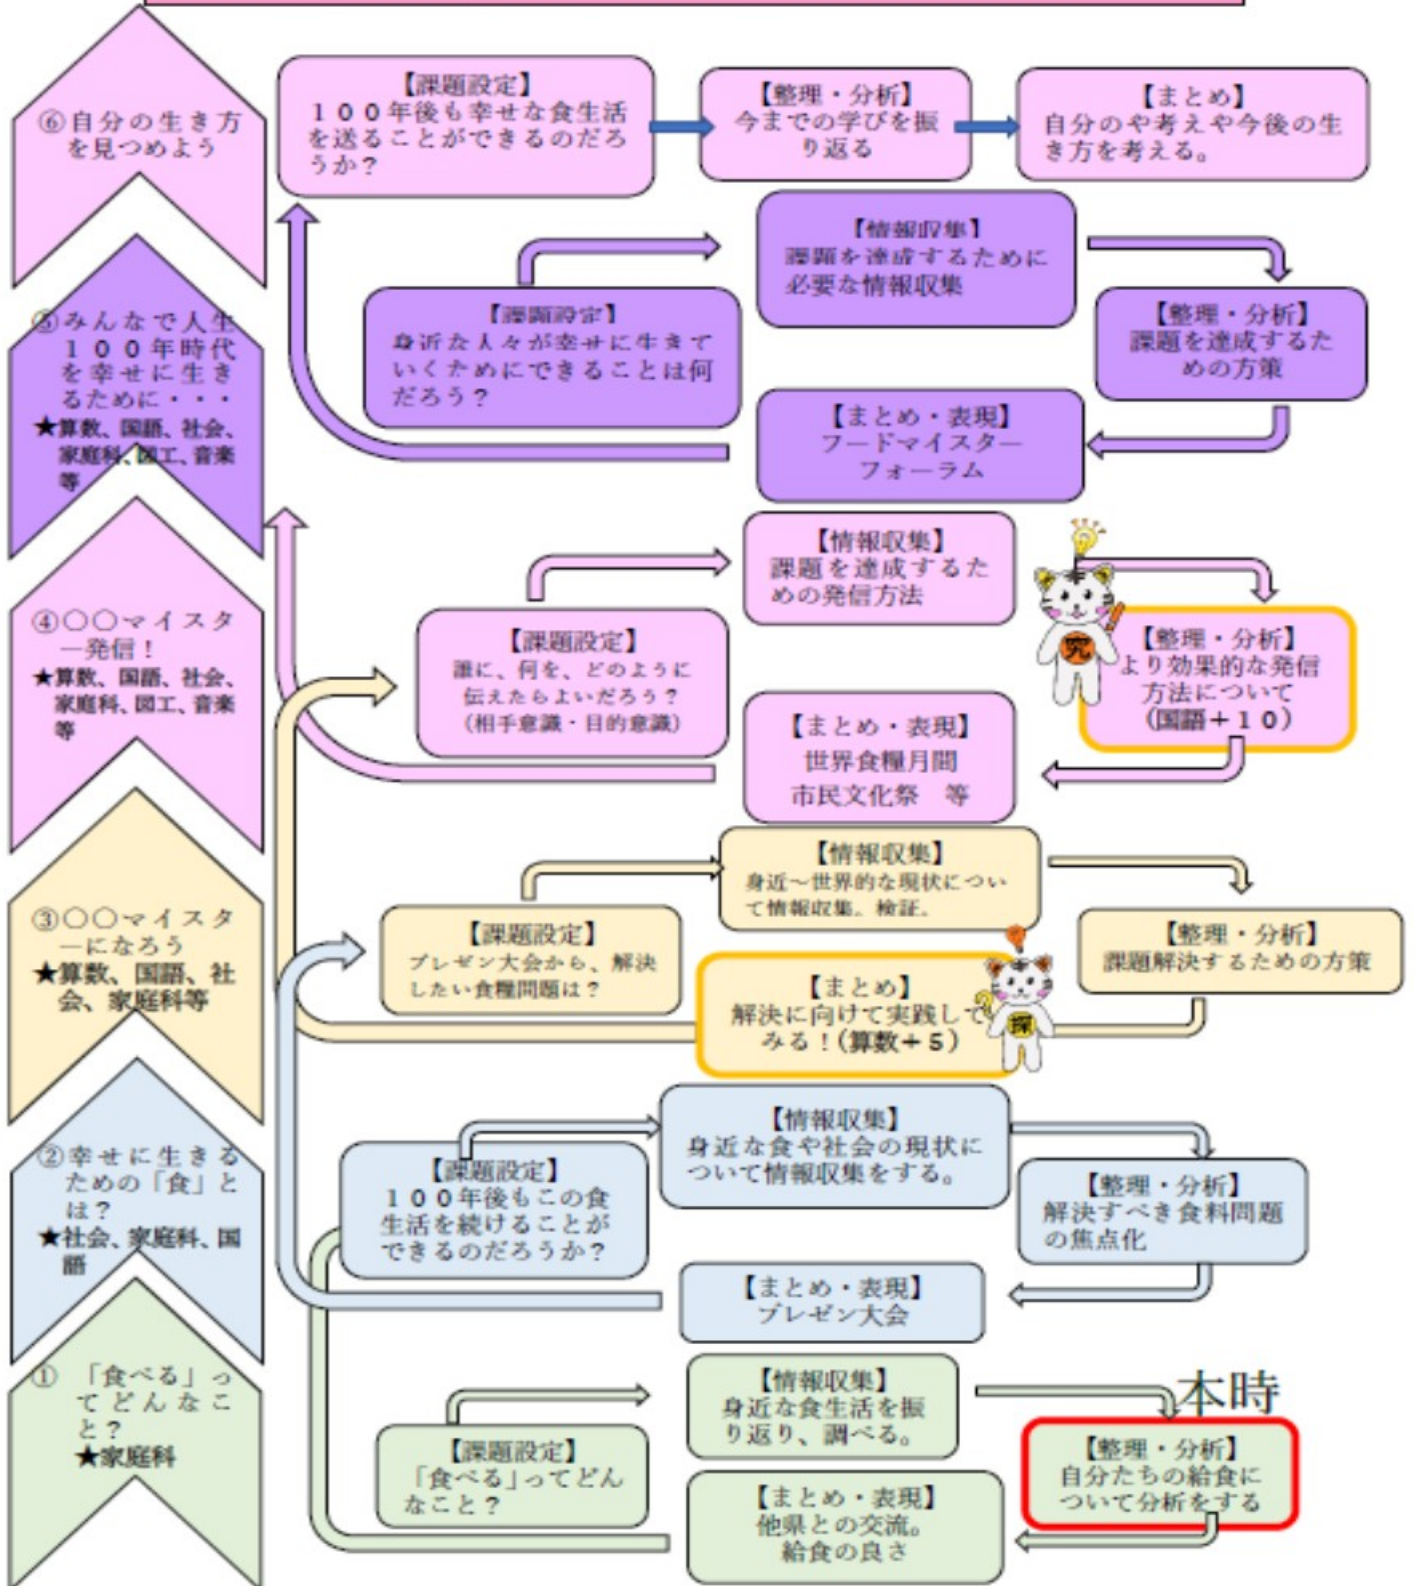 ⑥自分の生き方
を見つめよう
【課題設定】
１００年後も幸せな食生活
を送ることができるのだろ
うか？
【整理・分析】
今までの学びを振
り返る
【まとめ】
自分のや考えや今後の生
き方を考える。
⑤みんなで人生
１００年時代
を幸せに生き
るために・・・
★算数、国語、社会、
家庭科、図工、音楽
等
【課題設定】
身近な人々が幸せに生きて
いくためにできることは何
だろう？
【情報収集】
課題を達成するために
必要な情報収集
【整理・分析】
課題を達成するた
めの方策
【まとめ・表現】
フードマイスター
フォーラム
④〇〇マイスタ
ー発信！
★算数、国語、社会、
家庭科、図工、音楽
等
【課題設定】
誰に、何を、どのように
伝えたらよいだろう？
（相手意識・目的意識）
【情報収集】
課題を達成するた
めの発信方法
究
【整理・分析】
より効果的な発信
方法について
（国語＋１０）
【まとめ・表現】
世界食糧月間
市民文化祭　等
③〇〇マイスタ
ーになろう
★算数、国語、社
会、家庭科等
【課題設定】
プレゼン大会から、解決
したい食糧問題は？
【情報収集】
身近～世界的な現状につい
て情報収集、検証。
【整理・分析】
課題解決するための方策
【まとめ】
解決に向けて実践して
みる！（算数＋５）
探
②幸せに生きる
ための「食」と
は？
★社会、家庭科、国
語
【課題設定】
１００年後もこの食
生活を続けることが
できるのだろうか？
【情報収集】
身近な食や社会の現状に
ついて情報収集をする。
【整理・分析】
解決すべき食料問題
の焦点化
【まとめ・表現】
プレゼン大会
①　「食べる」っ
てどんなこ
と？
★家庭科
【課題設定】
「食べる」ってどん
なこと？
【情報収集】
身近な食生活を振
り返り、調べる。
本時
【整理・分析】
自分たちの給食に
ついて分析をする
【まとめ・表現】
他県との交流。
給食の良さ